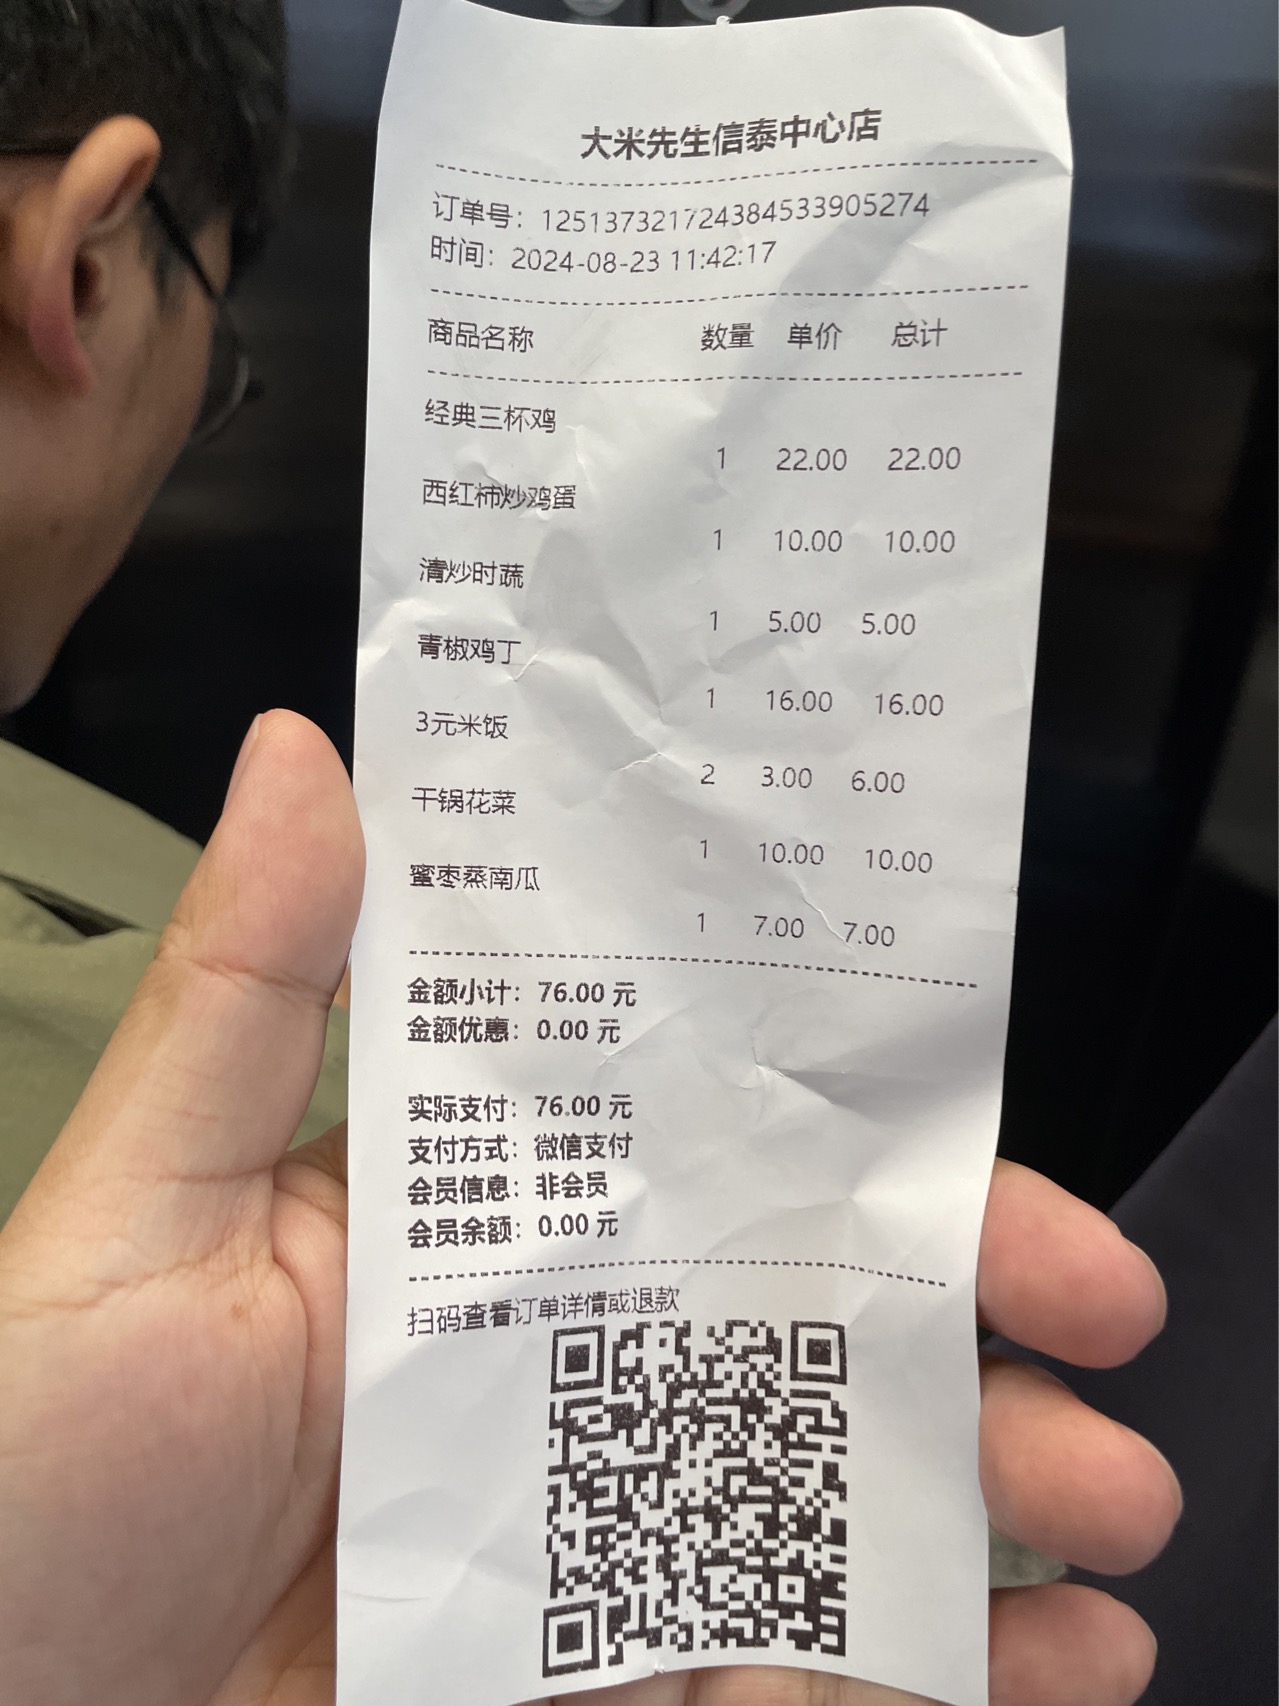 大米先生信泰中心店
订单号：125137321724384533905274
时间：2024-08-23 11:42:17
商品名称 数量 单价 总计
经典三杯鸡
1 22.00 22.00
西红柿炒鸡蛋
1 10.00 10.00
清炒时蔬
1 5.00 5.00
青椒鸡丁
1 16.00 16.00
3元米饭
2 3.00 6.00
干锅花菜
1 10.00 10.00
蜜枣蒸南瓜
1 7.00 7.00
金额小计：76.00 元
金额优惠：0.00 元
实际支付：76.00 元
支付方式：微信支付
会员信息：非会员
会员余额：0.00 元
扫码查看订单详情或退款